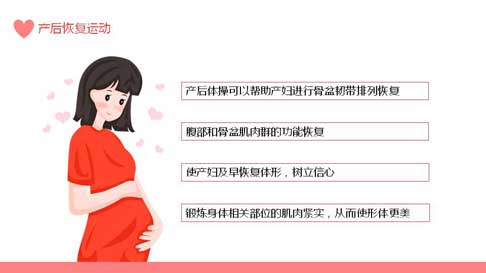 产后恢复运动
产后体操可以帮助产妇进行骨盆韧带排列恢复
腹部和骨盆肌肉群的功能恢复
使产妇及早恢复体形，树立信心
锻炼身体相关部位的肌肉紧实，从而使形体更美